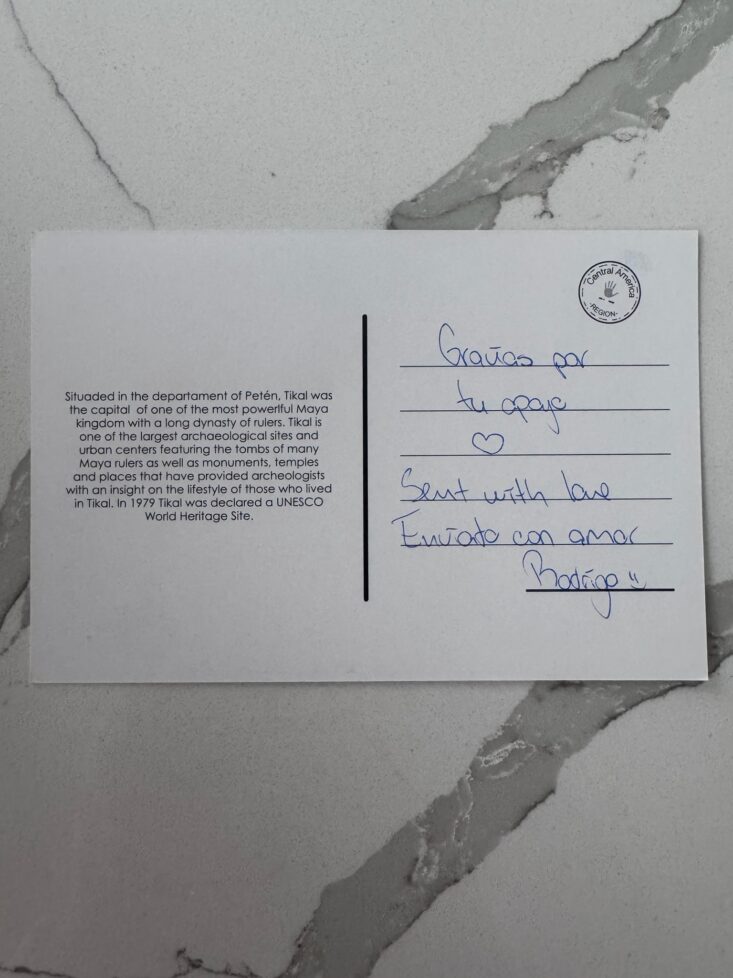 Situaded in the departament of Petén, Tikal was
the capital of one of the most powerlful Maya
kingdom with a long dynasty of rulers. Tikal is
one of the largest archaeological sites and
urban centers featuring the tombs of many
Maya rulers as well as monuments, temples
and places that have provided archeologists
with an insight on the lifestyle of those who lived
in Tikal. In 1979 Tikal was declared a UNESCO
World Heritage Site.
Central America
·REGION·
Gracias por
tu apoyo
Sent with love
Enviado con amor
Rodrigo